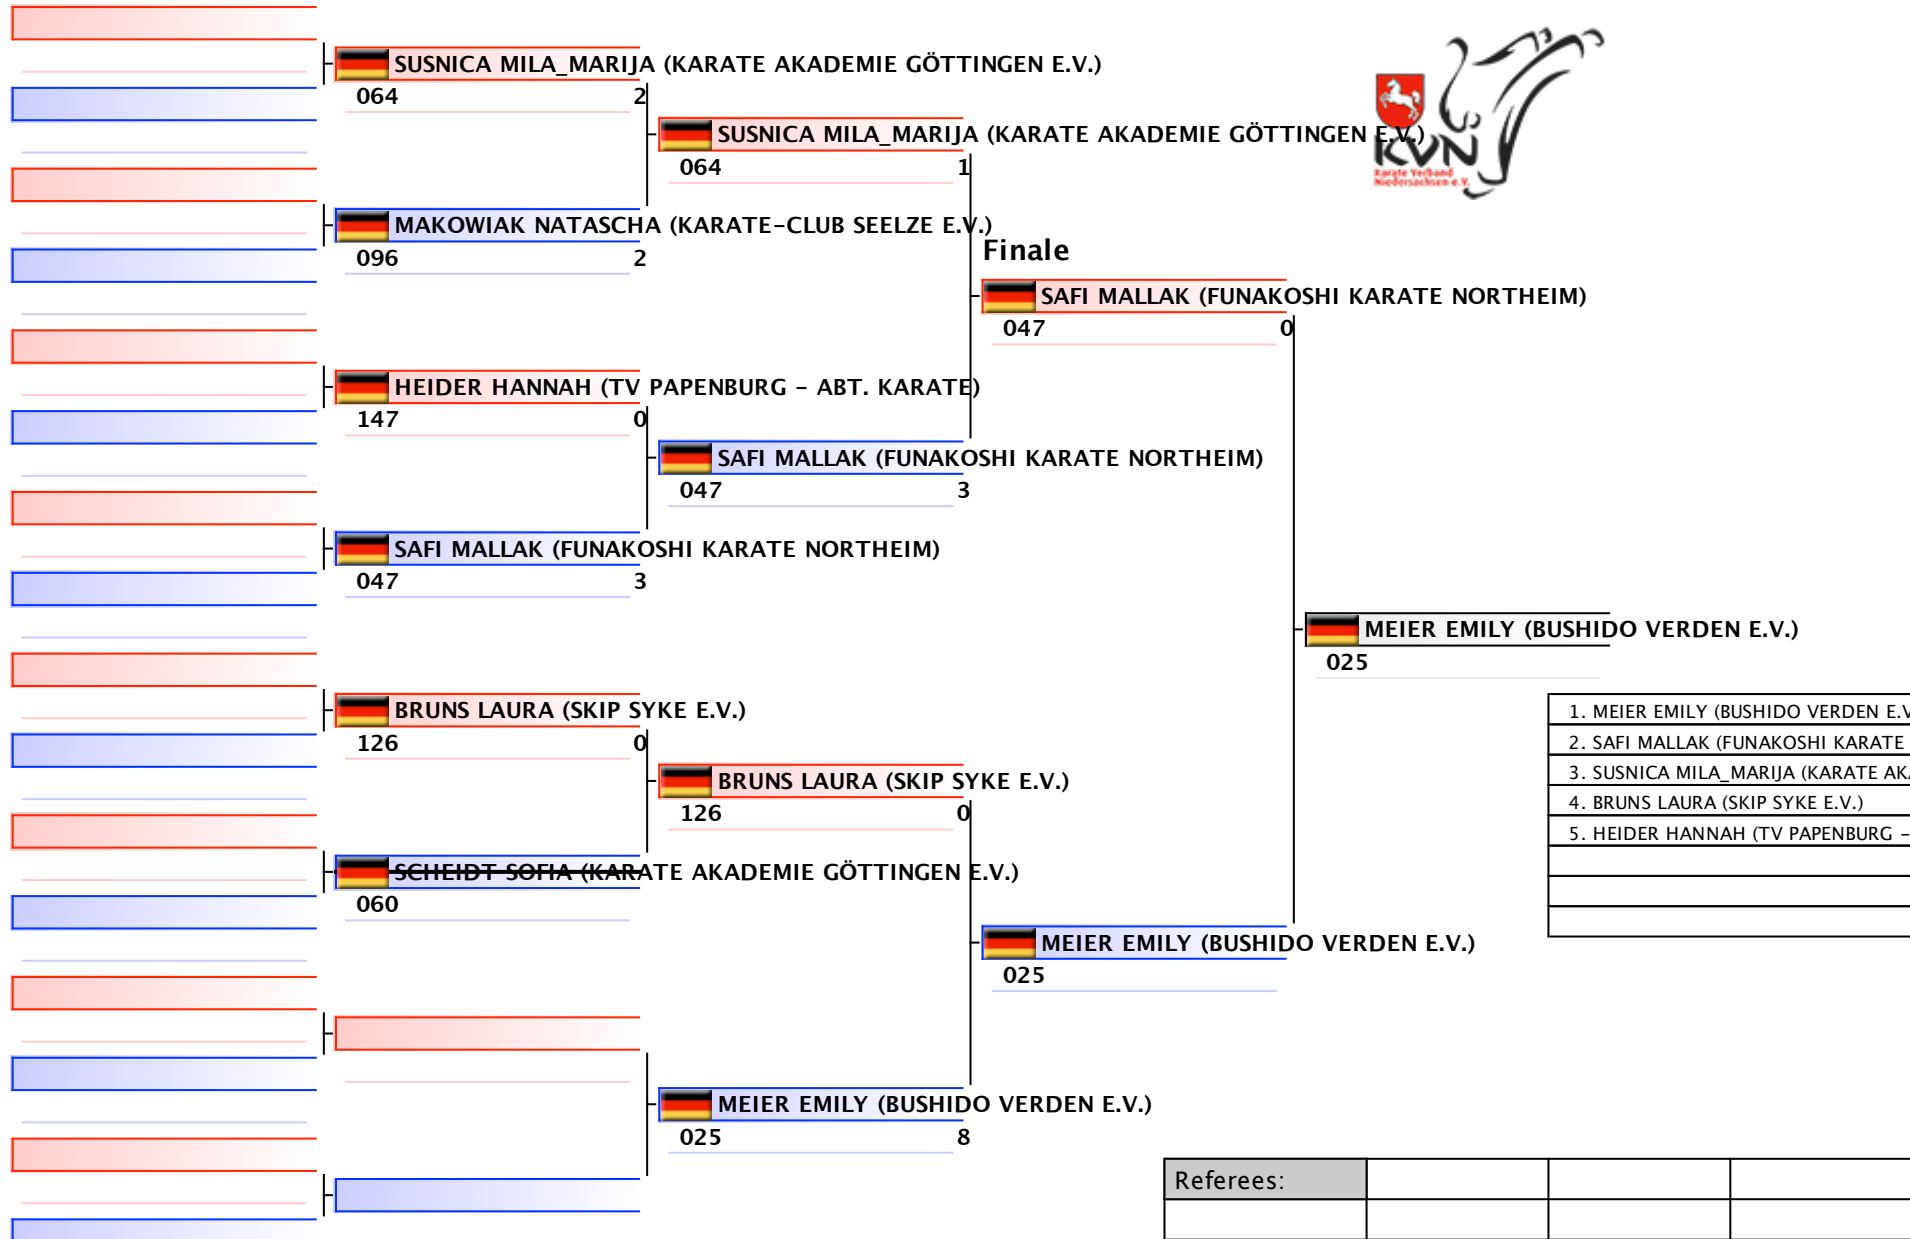 SUSNICA MILA_MARIJA (KARATE AKADEMIE GÖTTINGEN E.V.)
064 2
SUSNICA MILA_MARIJA (KARATE AKADEMIE GÖTTINGEN E.V.)
064 1
KVN
Karate Verband
Niedersachsen e.V.
MAKOWIAK NATASCHA (KARATE-CLUB SEELZE E.V.)
096 2
Finale
SAFI MALLAK (FUNAKOSHI KARATE NORTHEIM)
047 0
HEIDER HANNAH (TV PAPENBURG - ABT. KARATE)
147 0
SAFI MALLAK (FUNAKOSHI KARATE NORTHEIM)
047 3
SAFI MALLAK (FUNAKOSHI KARATE NORTHEIM)
047 3
MEIER EMILY (BUSHIDO VERDEN E.V.)
025
BRUNS LAURA (SKIP SYKE E.V.)
126 0
1. MEIER EMILY (BUSHIDO VERDEN E.V
2. SAFI MALLAK (FUNAKOSHI KARATE
3. SUSNICA MILA_MARIJA (KARATE AKA
4. BRUNS LAURA (SKIP SYKE E.V.)
5. HEIDER HANNAH (TV PAPENBURG -
BRUNS LAURA (SKIP SYKE E.V.)
126 0
SCHEIDT SOFIA (KARATE AKADEMIE GÖTTINGEN E.V.)
060
MEIER EMILY (BUSHIDO VERDEN E.V.)
025
MEIER EMILY (BUSHIDO VERDEN E.V.)
025 8
Referees: